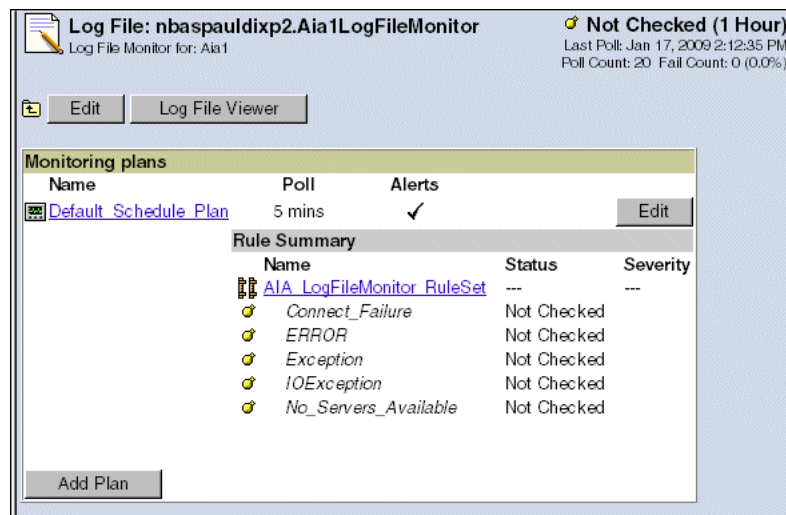 Log File: nbaspauldixp2.Aia1LogFileMonitor
Log File Monitor for: Aia1
Not Checked (1 Hour)
Last Poll: Jan 17, 2009 2:12:35 PM
Poll Count: 20 Fail Count: 0 (0.0%)
Edit Log File Viewer
Monitoring plans
Name Poll Alerts
Default_Schedule_Plan 5 mins ✓ Edit
Rule Summary
Name Status Severity
AIA_LogFileMonitor_RuleSet --- ---
Connect_Failure Not Checked
ERROR Not Checked
Exception Not Checked
IOException Not Checked
No_Servers_Available Not Checked
Add Plan